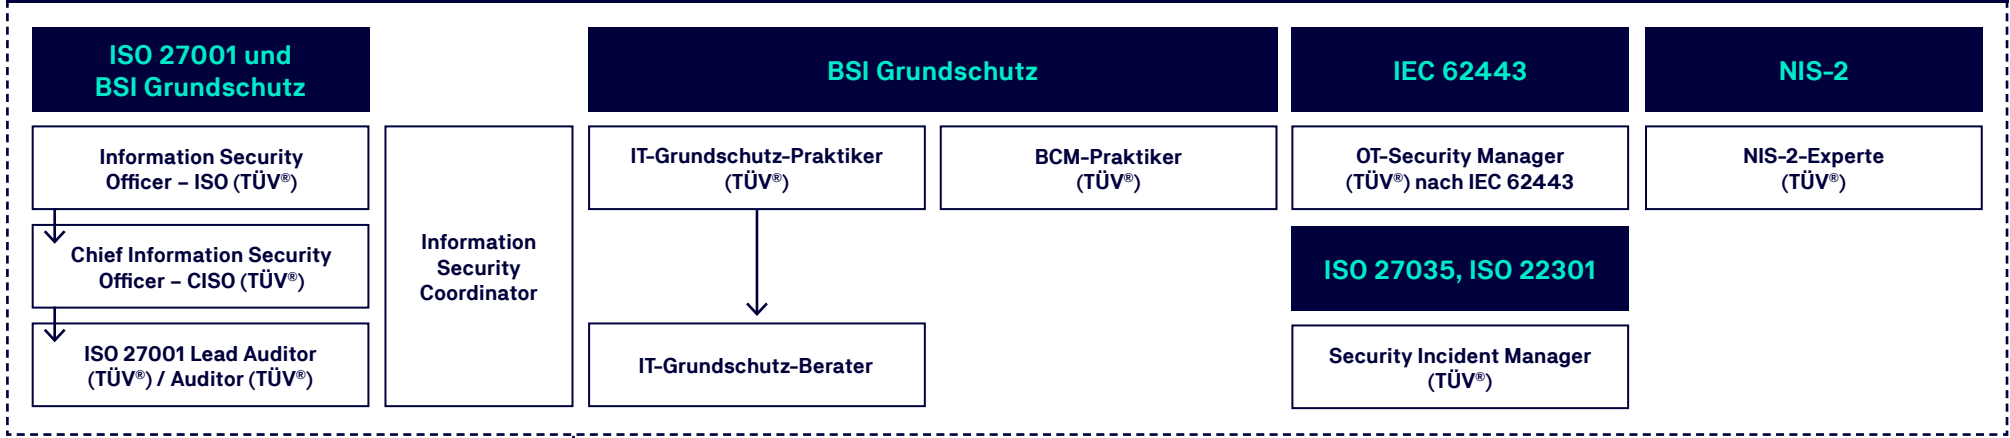 ISO 27001 und
BSI Grundschutz
Information Security
Officer – ISO (TÜV®)
Chief Information Security
Officer – CISO (TÜV®)
ISO 27001 Lead Auditor
(TÜV®) / Auditor (TÜV®)
Information
Security
Coordinator
BSI Grundschutz
IT-Grundschutz-Praktiker
(TÜV®)
IT-Grundschutz-Berater
BCM-Praktiker
(TÜV®)
IEC 62443
OT-Security Manager
(TÜV®) nach IEC 62443
ISO 27035, ISO 22301
Security Incident Manager
(TÜV®)
NIS-2
NIS-2-Experte
(TÜV®)